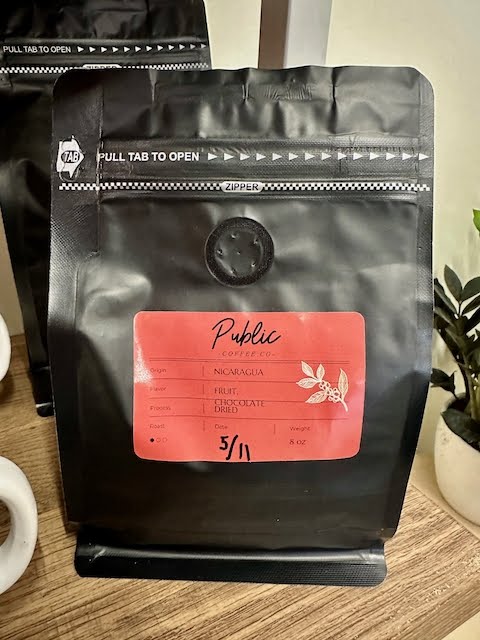 PULL TAB TO OPEN
ZIPPER
TAB PULL TO OPEN
ZIPPER
Public
COFFEE CO
Origin NICARAGUA
Flavor FRUIT,
CHOCOLATE
Process DRIED
Roast Date Weight
5/11 8 OZ